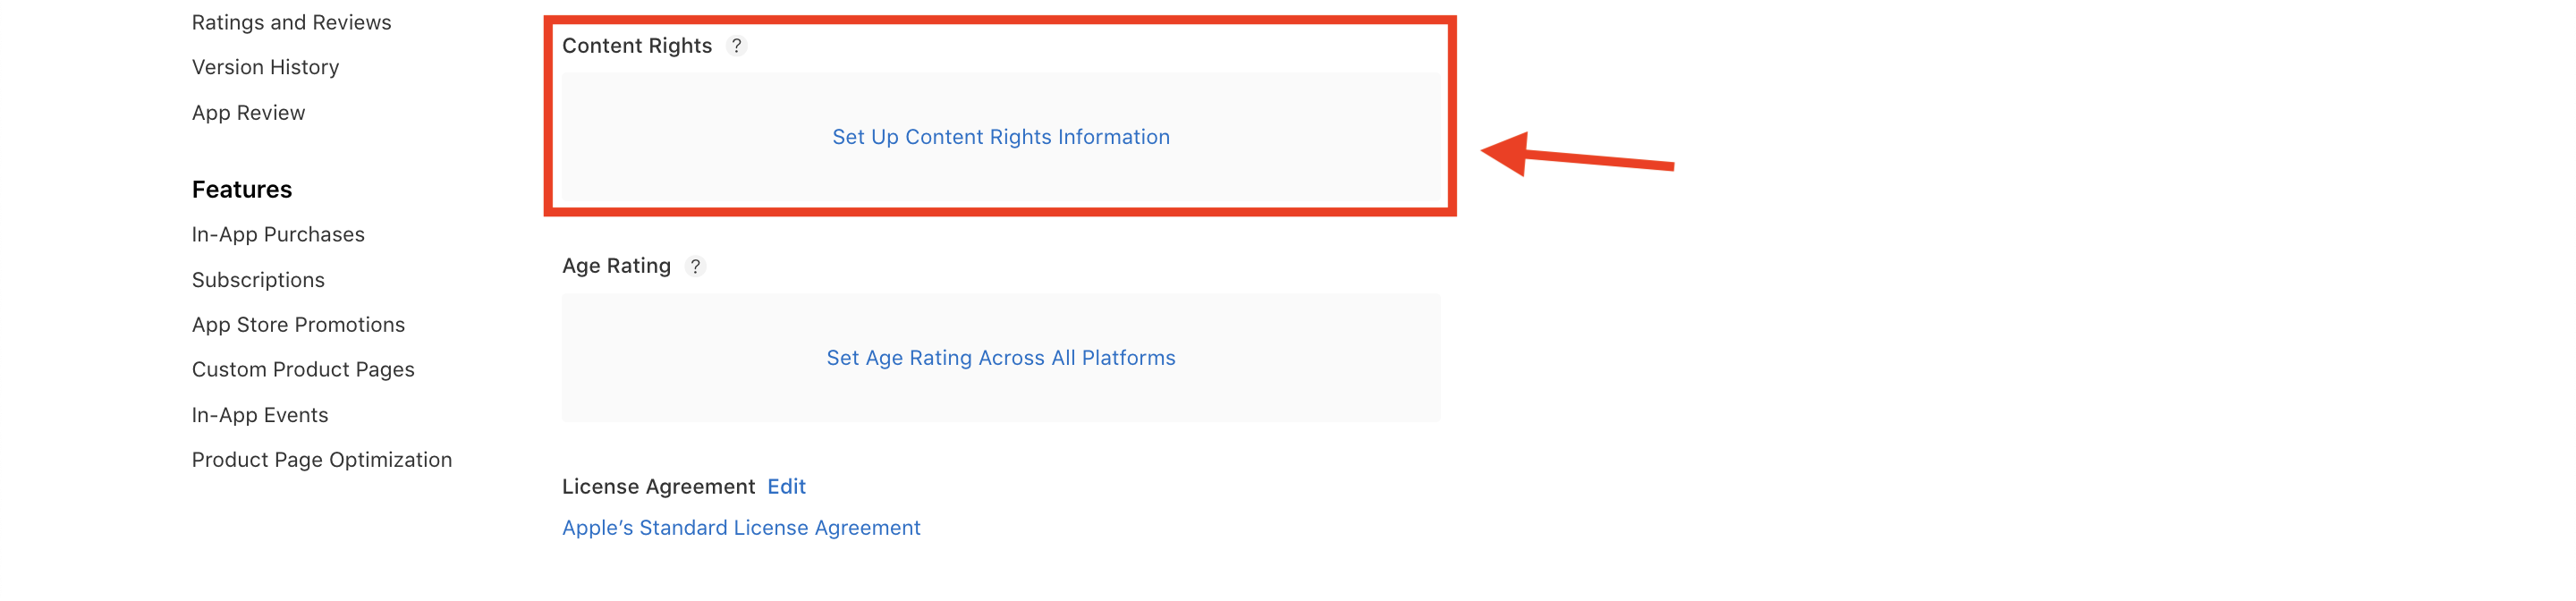 Ratings and Reviews
Version History
App Review
Features
In-App Purchases
Subscriptions
App Store Promotions
Custom Product Pages
In-App Events
Product Page Optimization
Content Rights ?
Set Up Content Rights Information
Age Rating ?
Set Age Rating Across All Platforms
License Agreement Edit
Apple’s Standard License Agreement